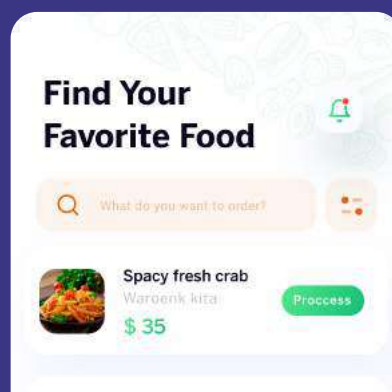 Find Your
Favorite Food
What do you want to order?
Spacy fresh crab
Waroenk kita
$ 35
Proccess